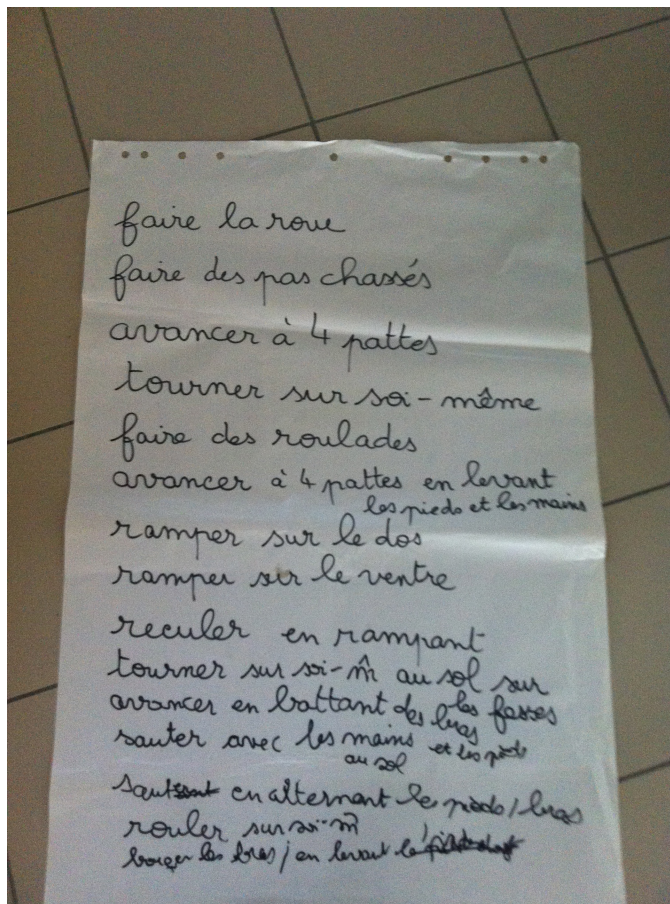 faire la roue
faire des pas chassés
avancer à 4 pattes
tourner sur soi-même
faire des roulades
avancer à 4 pattes en levant
les pieds et les mains
ramper sur le dos
ramper sur le ventre
reculer en rampant
tourner sur soi-m̂ au sol sur
les fesses
avancer en battant des bras
sauter avec les mains et les pieds
au sol
en alternant le pieds/bras
rouler sur soi-m̂
bouger les bras / en levant le